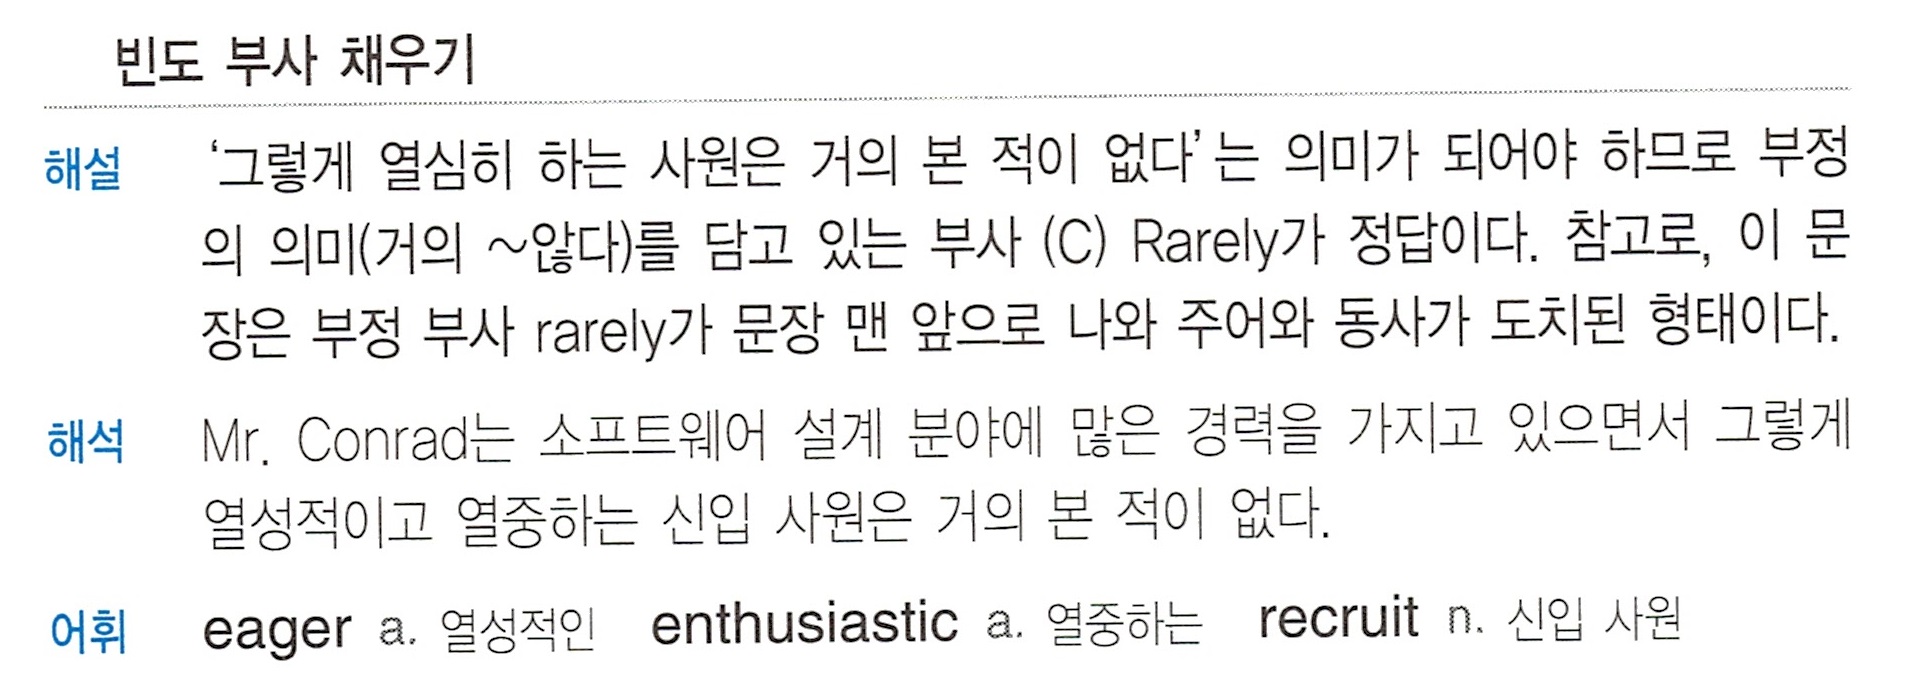 빈도 부사 채우기
해설 ‘그렇게 열심히 하는 사원은 거의 본 적이 없다’는 의미가 되어야 하므로 부정
의 의미(거의 ~않다)를 담고 있는 부사 (C) Rarely가 정답이다. 참고로, 이 문
장은 부정 부사 rarely가 문장 맨 앞으로 나와 주어와 동사가 도치된 형태이다.
해석 Mr. Conrad는 소프트웨어 설계 분야에 많은 경력을 가지고 있으면서 그렇게
열성적이고 열중하는 신입 사원은 거의 본 적이 없다.
어휘 eager a. 열성적인 enthusiastic a. 열중하는 recruit n. 신입 사원